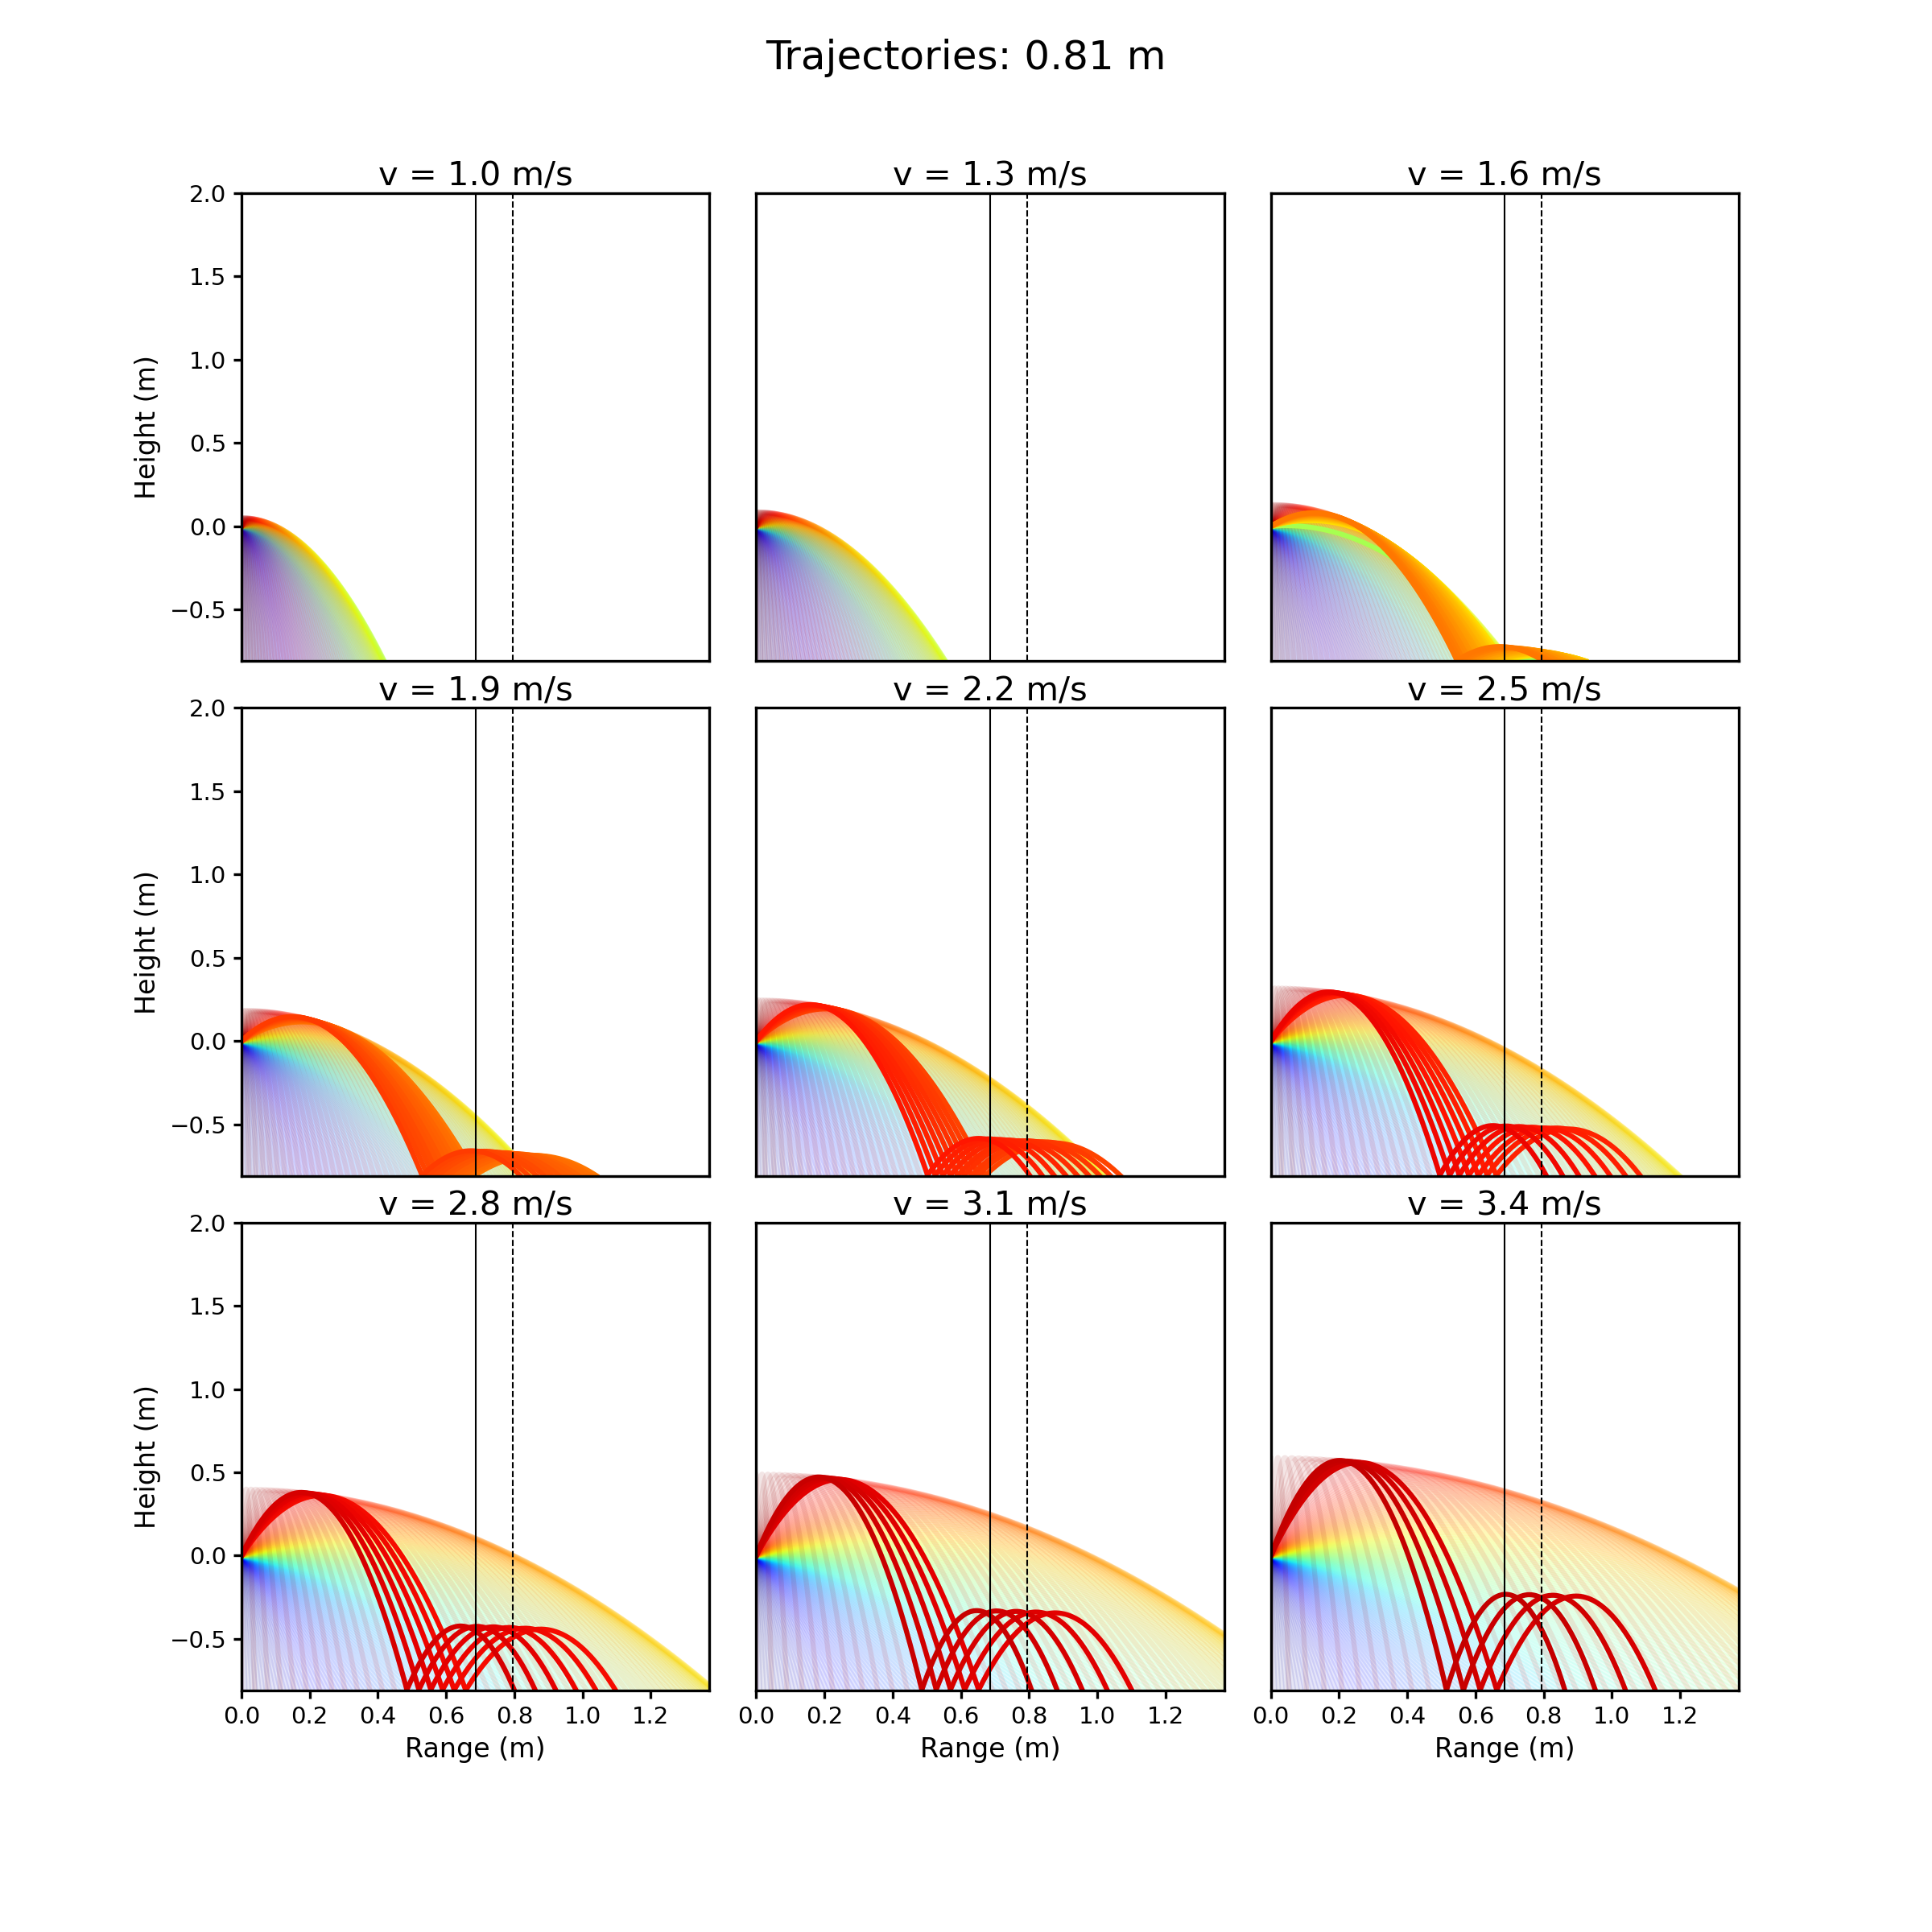 Trajectories: 0.81 m
v = 1.0 m/s
v = 1.3 m/s
v = 1.6 m/s
2.0
1.5
1.0
0.5
0.0
−0.5
Height (m)
v = 1.9 m/s
v = 2.2 m/s
v = 2.5 m/s
2.0
1.5
1.0
0.5
0.0
−0.5
Height (m)
v = 2.8 m/s
v = 3.1 m/s
v = 3.4 m/s
2.0
1.5
1.0
0.5
0.0
−0.5
Height (m)
0.0 0.2 0.4 0.6 0.8 1.0 1.2
0.0 0.2 0.4 0.6 0.8 1.0 1.2
0.0 0.2 0.4 0.6 0.8 1.0 1.2
Range (m)
Range (m)
Range (m)